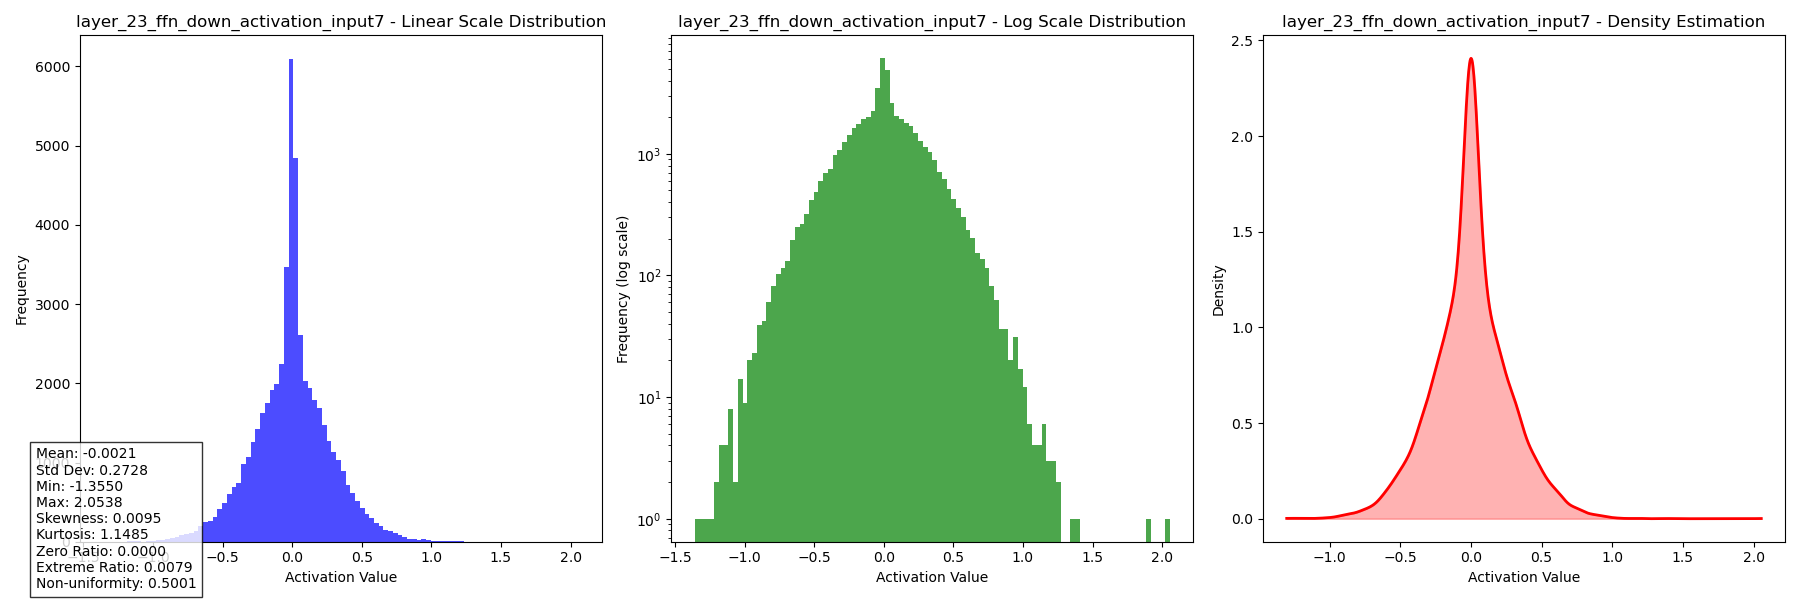 layer_23_ffn_down_activation_input7 - Linear Scale Distribution
6000
5000
4000
3000
2000
Frequency
Mean: -0.0021
Std Dev: 0.2728
Min: -1.3550
Max: 2.0538
Skewness: 0.0095
Kurtosis: 1.1485
Zero Ratio: 0.0000
Extreme Ratio: 0.0079
Non-uniformity: 0.5001
−0.5 0.0 0.5 1.0 1.5 2.0
Activation Value
layer_23_ffn_down_activation_input7 - Log Scale Distribution
10³
10²
10¹
10⁰
Frequency (log scale)
−1.5 −1.0 −0.5 0.0 0.5 1.0 1.5 2.0
Activation Value
layer_23_ffn_down_activation_input7 - Density Estimation
2.5
2.0
1.5
1.0
0.5
0.0
Density
−1.0 −0.5 0.0 0.5 1.0 1.5 2.0
Activation Value